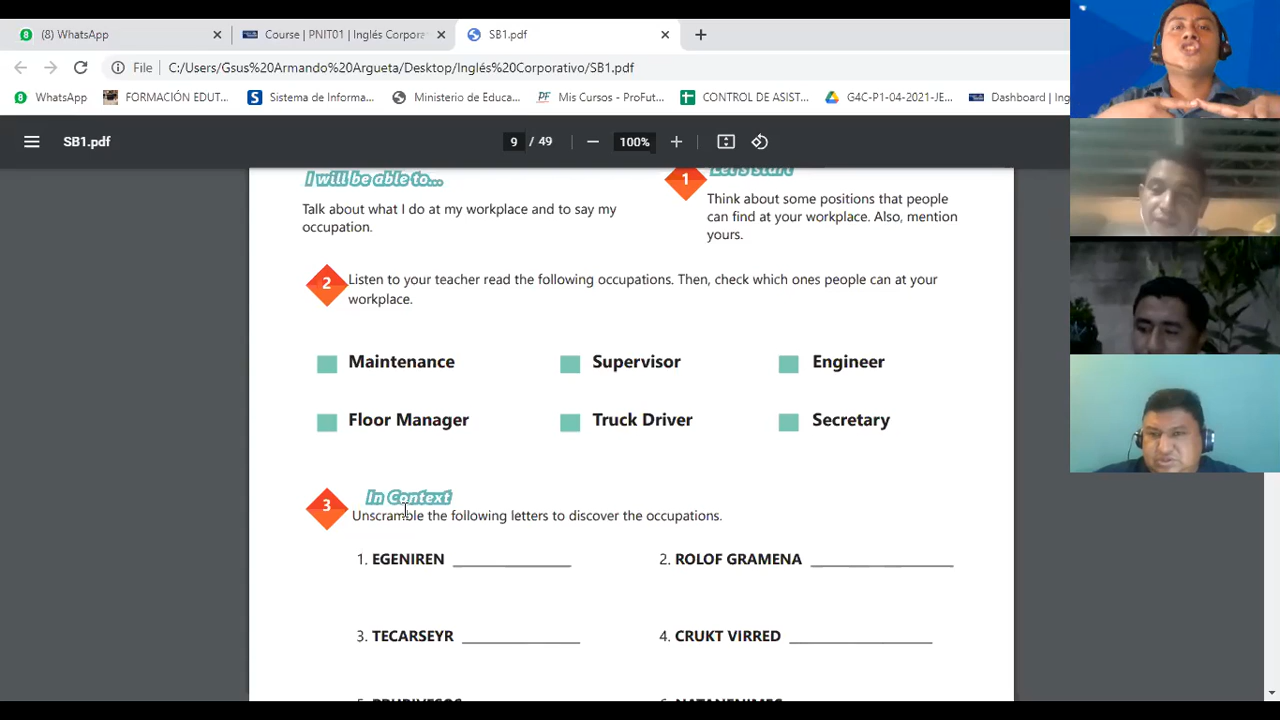 (8) WhatsApp
Course | PNIT01 | Inglés Corpora
SB1.pdf
File
C:/Users/Gsus%20Armando%20Argueta/Desktop/Inglés%20Corporativo/SB1.pdf
WhatsApp
FORMACIÓN EDUT...
Sistema de Informa...
Ministerio de Educa...
Mis Cursos - ProFut...
CONTROL DE ASIST...
G4C-P1-04-2021-JE...
Dashboard | Ing
SB1.pdf
9 / 49
100%
I will be able to...
Talk about what I do at my workplace and to say my
occupation.
1
Let's start
Think about some positions that people
can find at your workplace. Also, mention
yours.
2
Listen to your teacher read the following occupations. Then, check which ones people can at your
workplace.
Maintenance
Supervisor
Engineer
Floor Manager
Truck Driver
Secretary
3
In Context
Unscramble the following letters to discover the occupations.
1. EGENIREN
2. ROLOF GRAMENA
3. TECARSEYR
4. CRUKT VIRRED